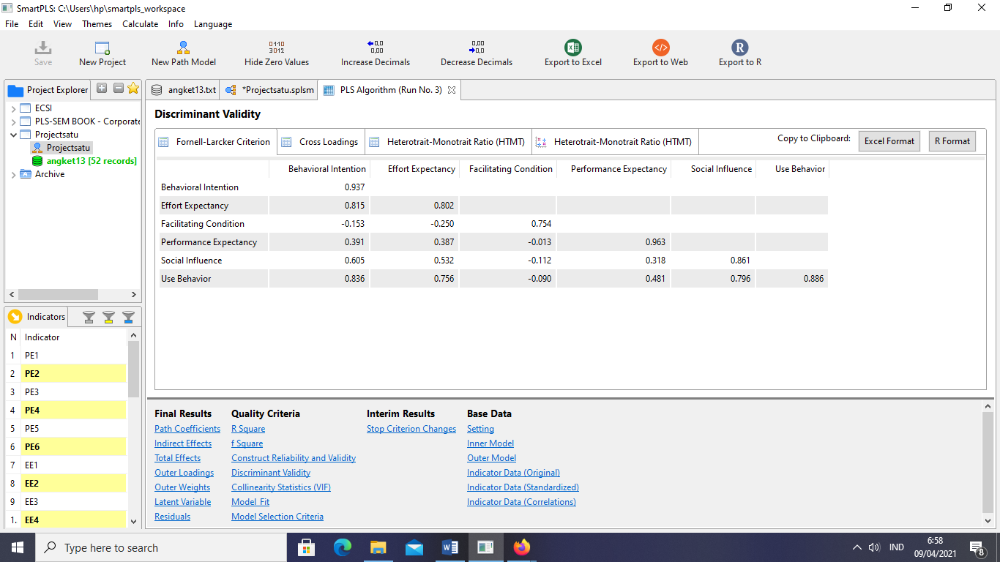 SmartPLS: C:\Users\hp\smartpls_workspace
File Edit View Themes Calculate Info Language
Save New Project New Path Model Hide Zero Values Increase Decimals Decrease Decimals Export to Excel Export to Web Export to R
Project Explorer
ECSI
PLS-SEM BOOK - Corporate
Projectsatu
Projectsatu
angket13 [52 records]
Archive
Indicators
N Indicator
1 PE1
2 PE2
3 PE3
4 PE4
5 PE5
6 PE6
7 EE1
8 EE2
9 EE3
1. EE4
angket13.txt *Projectsatu.splsm PLS Algorithm (Run No. 3)
Discriminant Validity
Fornell-Larcker Criterion Cross Loadings Heterotrait-Monotrait Ratio (HTMT) Heterotrait-Monotrait Ratio (HTMT) Copy to Clipboard: Excel Format R Format
Behavioral Intention Effort Expectancy Facilitating Condition Performance Expectancy Social Influence Use Behavior
Behavioral Intention 0.937
Effort Expectancy 0.815 0.802
Facilitating Condition -0.153 -0.250 0.754
Performance Expectancy 0.391 0.387 -0.013 0.963
Social Influence 0.605 0.532 -0.112 0.318 0.861
Use Behavior 0.836 0.756 -0.090 0.481 0.796 0.886
Final Results Quality Criteria Interim Results Base Data
Path Coefficients R Square Stop Criterion Changes Setting
Indirect Effects f Square Inner Model
Total Effects Construct Reliability and Validity Outer Model
Outer Loadings Discriminant Validity Indicator Data (Original)
Outer Weights Collinearity Statistics (VIF) Indicator Data (Standardized)
Latent Variable Model_Fit Indicator Data (Correlations)
Residuals Model Selection Criteria
Type here to search
IND
6:58
09/04/2021
8